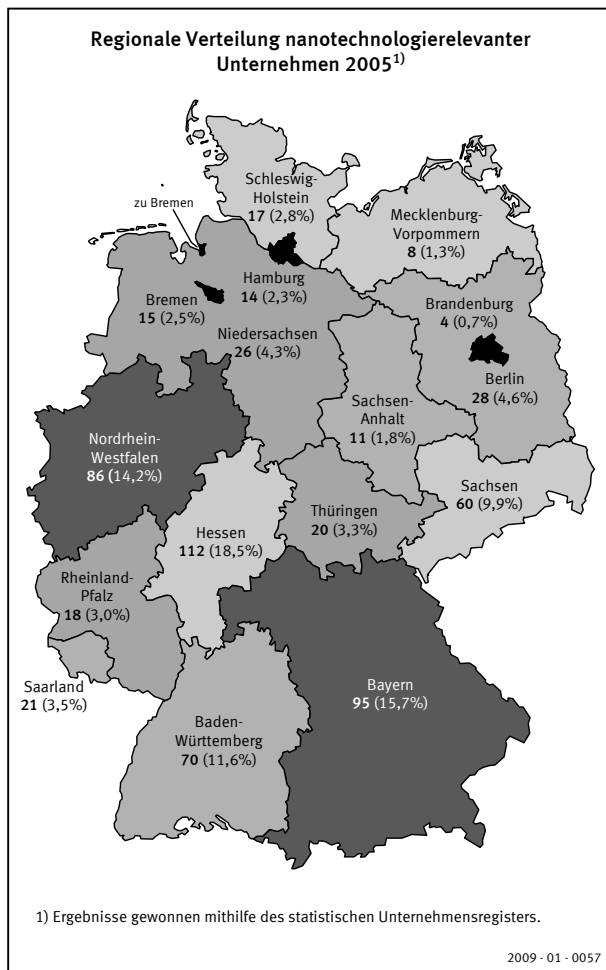 Regionale Verteilung nanotechnologierelevanter
Unternehmen 20051)
Schleswig-
Holstein
17 (2,8%)
Mecklenburg-
Vorpommern
8 (1,3%)
zu Bremen
Hamburg
14 (2,3%)
Bremen
15 (2,5%)
Niedersachsen
26 (4,3%)
Brandenburg
4 (0,7%)
Berlin
28 (4,6%)
Sachsen-
Anhalt
11 (1,8%)
Nordrhein-
Westfalen
86 (14,2%)
Sachsen
60 (9,9%)
Thüringen
20 (3,3%)
Hessen
112 (18,5%)
Rheinland-
Pfalz
18 (3,0%)
Saarland
21 (3,5%)
Bayern
95 (15,7%)
Baden-
Württemberg
70 (11,6%)
1) Ergebnisse gewonnen mithilfe des statistischen Unternehmensregisters.
2009 - 01 - 0057